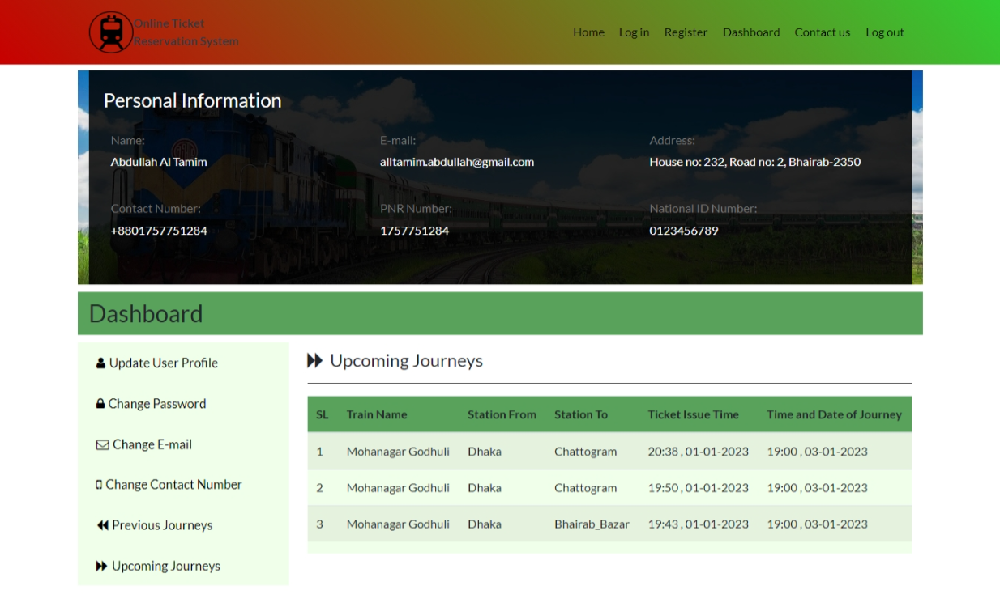 Online Ticket
Reservation System
Home Log in Register Dashboard Contact us Log out
Personal Information
Name: E-mail: Address:
Abdullah Al Tamim alltamim.abdullah@gmail.com House no: 232, Road no: 2, Bhairab-2350
Contact Number: PNR Number: National ID Number:
+8801757751284 1757751284 0123456789
Dashboard
Update User Profile
Change Password
Change E-mail
Change Contact Number
Previous Journeys
Upcoming Journeys
Upcoming Journeys
SL Train Name Station From Station To Ticket Issue Time Time and Date of Journey
1 Mohanagar Godhuli Dhaka Chattogram 20:38 , 01-01-2023 19:00 , 03-01-2023
2 Mohanagar Godhuli Dhaka Chattogram 19:50 , 01-01-2023 19:00 , 03-01-2023
3 Mohanagar Godhuli Dhaka Bhairab_Bazar 19:43 , 01-01-2023 19:00 , 03-01-2023